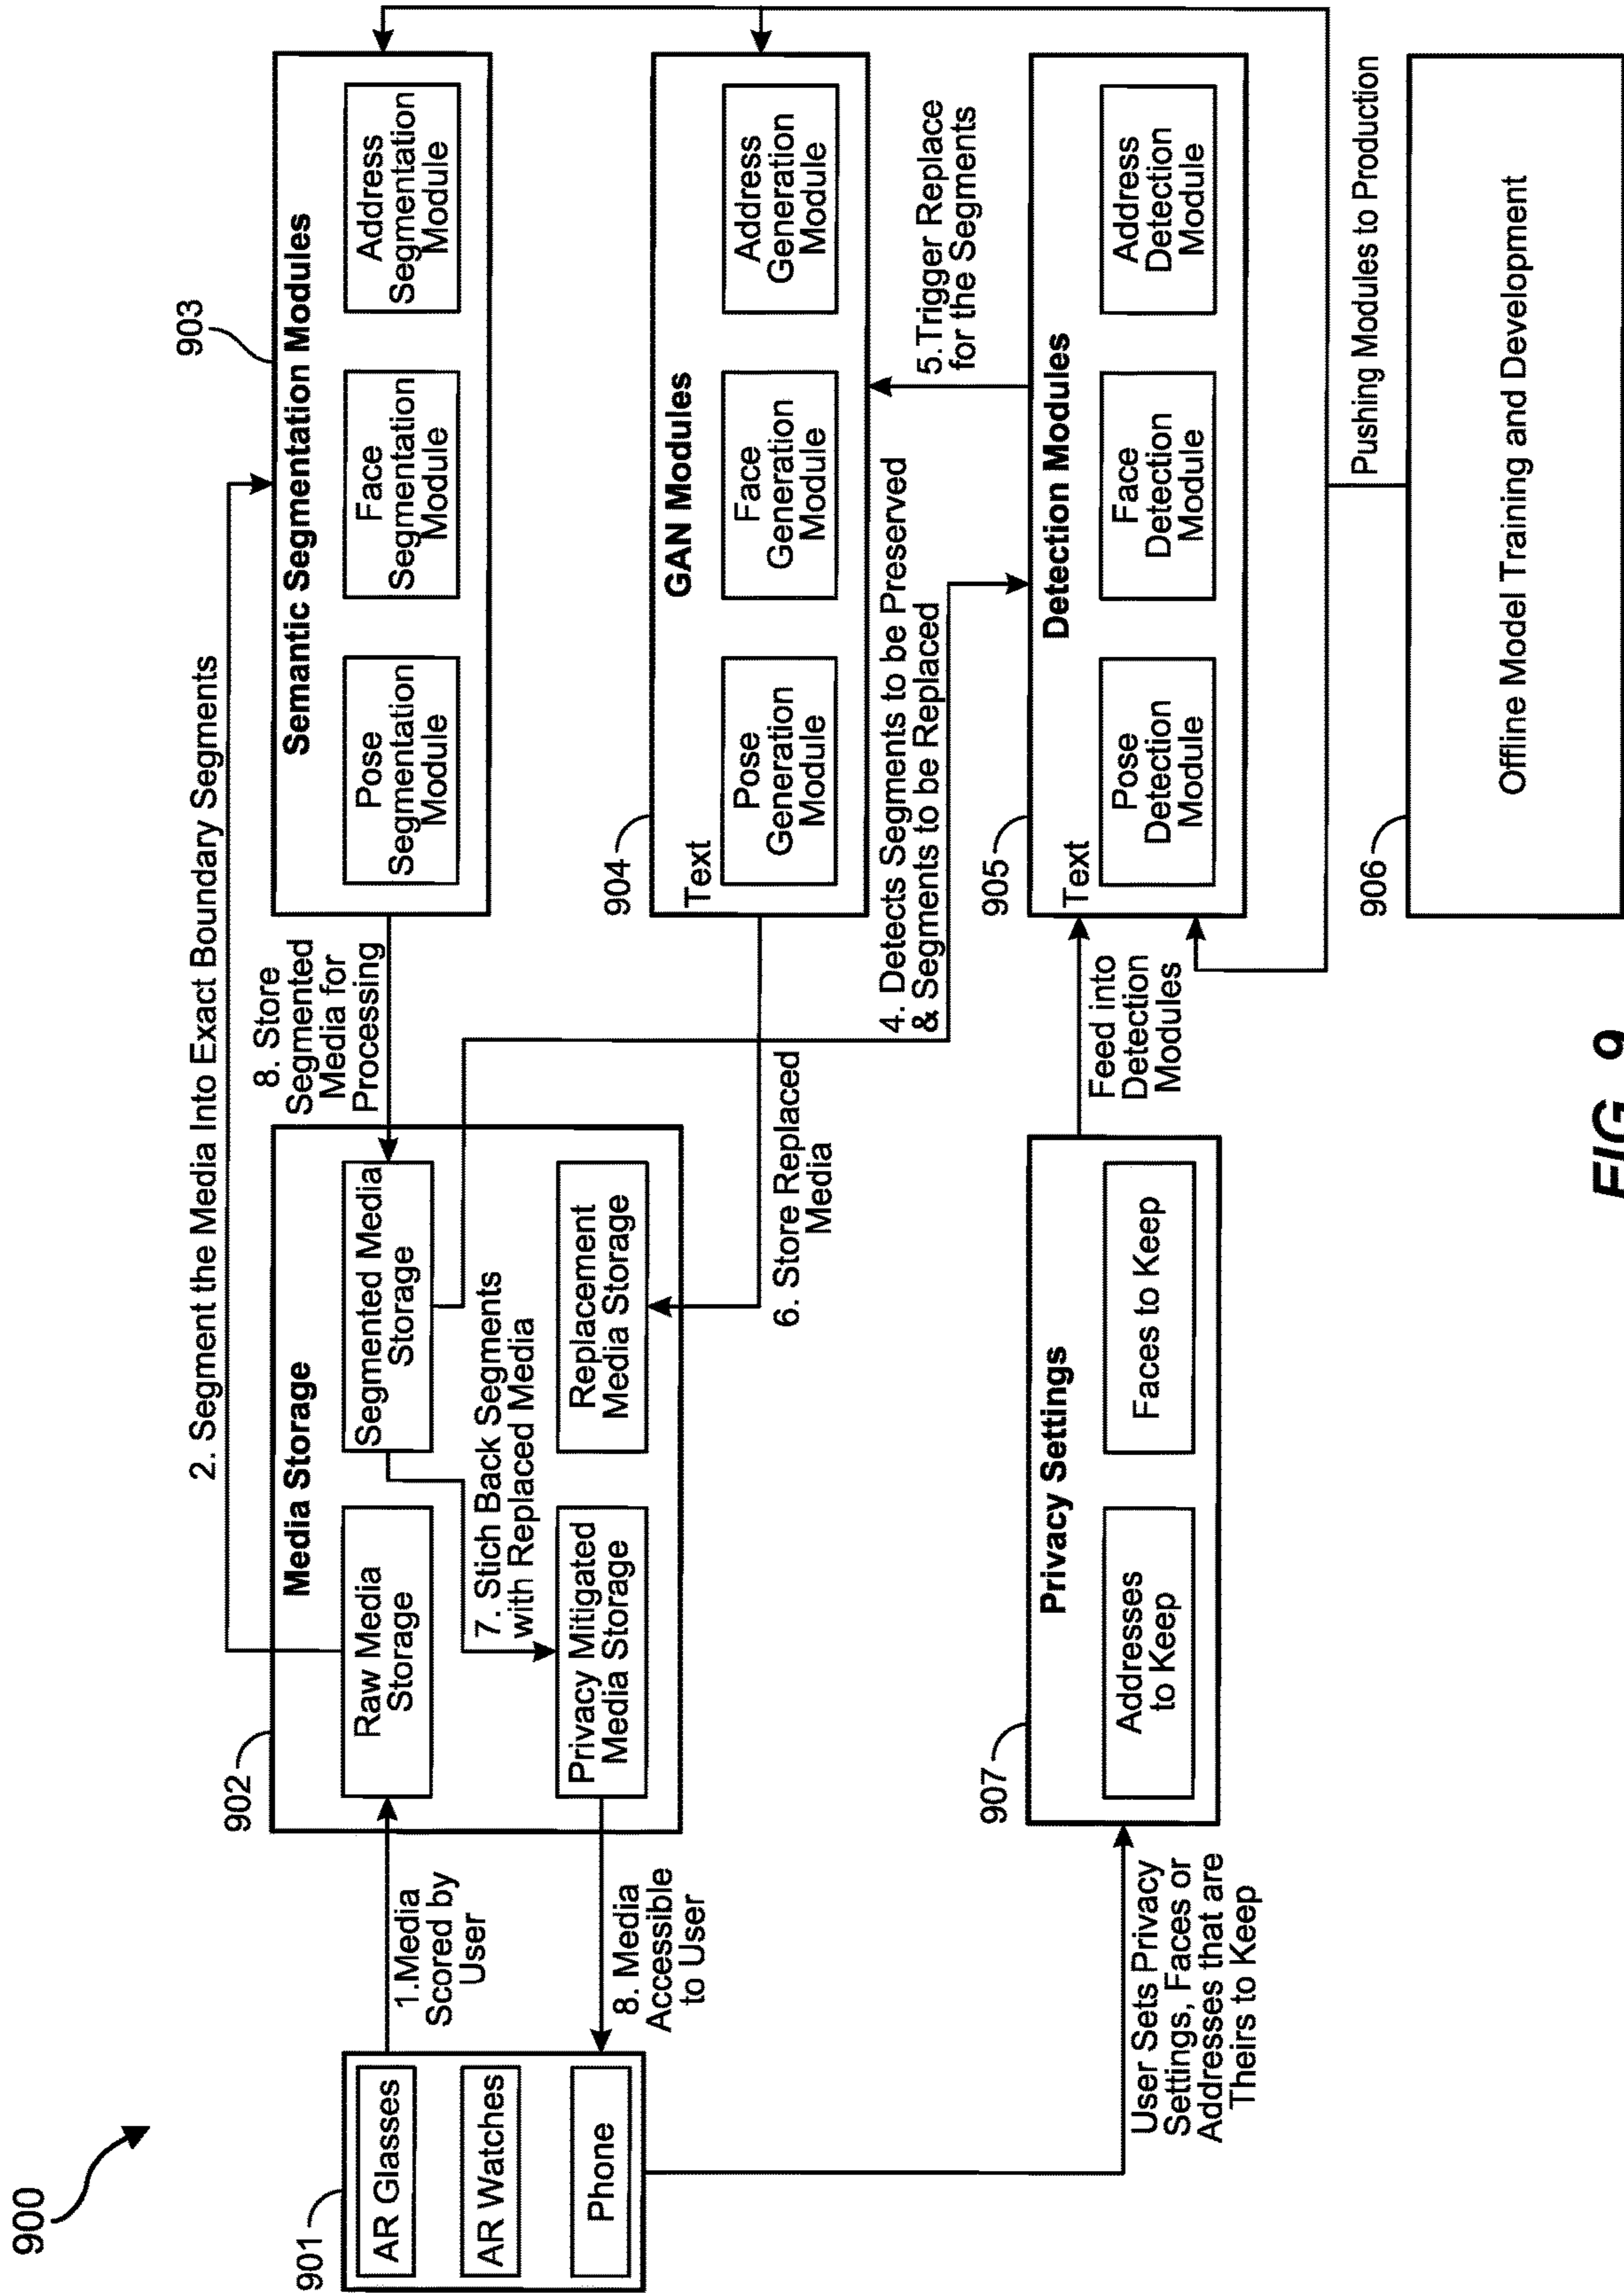 900
901
AR Glasses
AR Watches
Phone
1.Media
Scored by
User
8. Media
Accessible
to User
User Sets Privacy
Settings, Faces or
Addresses that are
Theirs to Keep
902
Media Storage
Raw Media
Storage
Segmented Media
Storage
7. Stich Back Segments
with Replaced Media
Privacy Mitigated
Media Storage
Replacement
Media Storage
2. Segment the Media Into Exact Boundary Segments
8. Store
Segmented
Media for
Processing
6. Store Replaced
Media
4. Detects Segments to be Preserved
& Segments to be Replaced
907
Privacy Settings
Addresses
to Keep
Faces to Keep
Feed into
Detection
Modules
903
Semantic Segmentation Modules
Pose
Segmentation
Module
Face
Segmentation
Module
Address
Segmentation
Module
904
GAN Modules
Text
Pose
Generation
Module
Face
Generation
Module
Address
Generation
Module
5.Trigger Replace
for the Segments
905
Detection Modules
Text
Pose
Detection
Module
Face
Detection
Module
Address
Detection
Module
Pushing Modules to Production
906
Offline Model Training and Development
FIG. 9